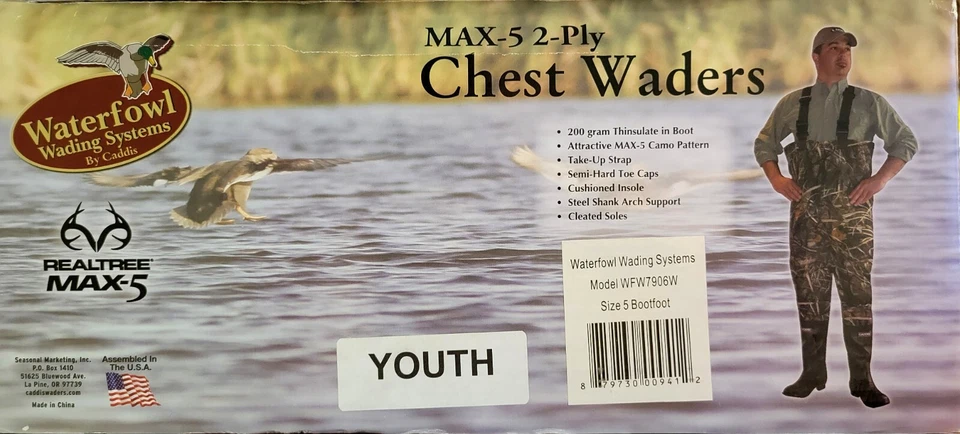 MAX-5 2-Ply
Chest Waders
Waterfowl
Wading Systems
By Caddis
• 200 gram Thinsulate in Boot
• Attractive MAX-5 Camo Pattern
• Take-Up Strap
• Semi-Hard Toe Caps
• Cushioned Insole
• Steel Shank Arch Support
• Cleated Soles
REALTREE
MAX-5
Waterfowl Wading Systems
Model WFW7906W
Size 5 Bootfoot
8 79730 00941 2
YOUTH
Seasonal Marketing, Inc.
P.O. Box 1410
51625 Bluewood Ave.
La Pine, OR 97739
caddiswaders.com
Made in China
Assembled In
The U.S.A.